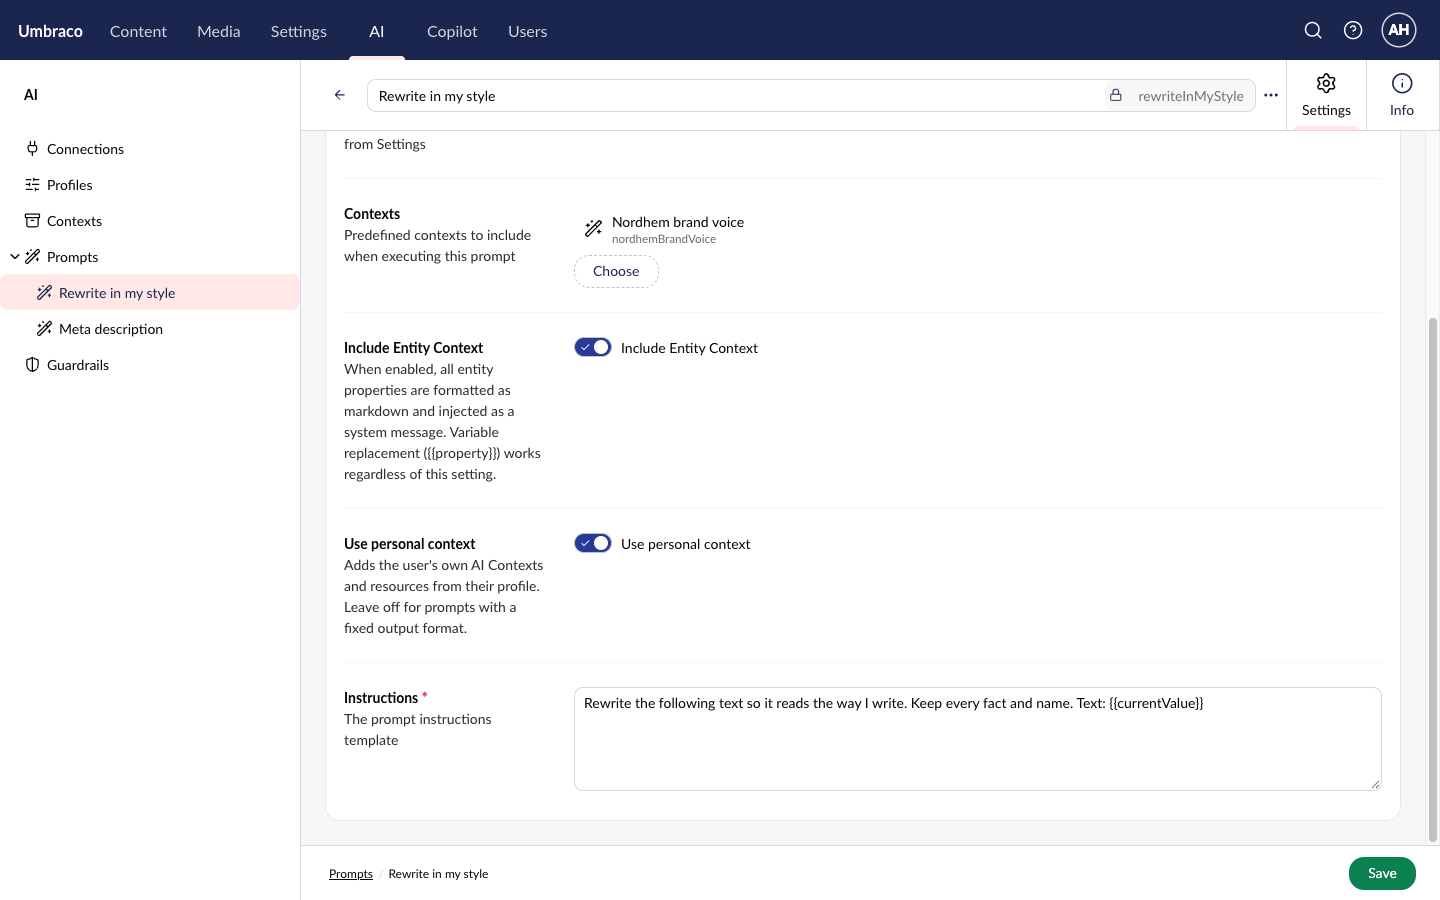 Umbraco
Content
Media
Settings
AI
Copilot
Users
AH
AI
Connections
Profiles
Contexts
Prompts
Rewrite in my style
Meta description
Guardrails
Rewrite in my style
rewriteInMyStyle
Settings
Info
from Settings
Contexts
Predefined contexts to include
when executing this prompt
Nordhem brand voice
nordhemBrandVoice
Choose
Include Entity Context
When enabled, all entity
properties are formatted as
markdown and injected as a
system message. Variable
replacement ({{property}}) works
regardless of this setting.
Include Entity Context
Use personal context
Adds the user's own AI Contexts
and resources from their profile.
Leave off for prompts with a
fixed output format.
Use personal context
Instructions *
The prompt instructions
template
Rewrite the following text so it reads the way I write. Keep every fact and name. Text: {{currentValue}}
Prompts / Rewrite in my style
Save